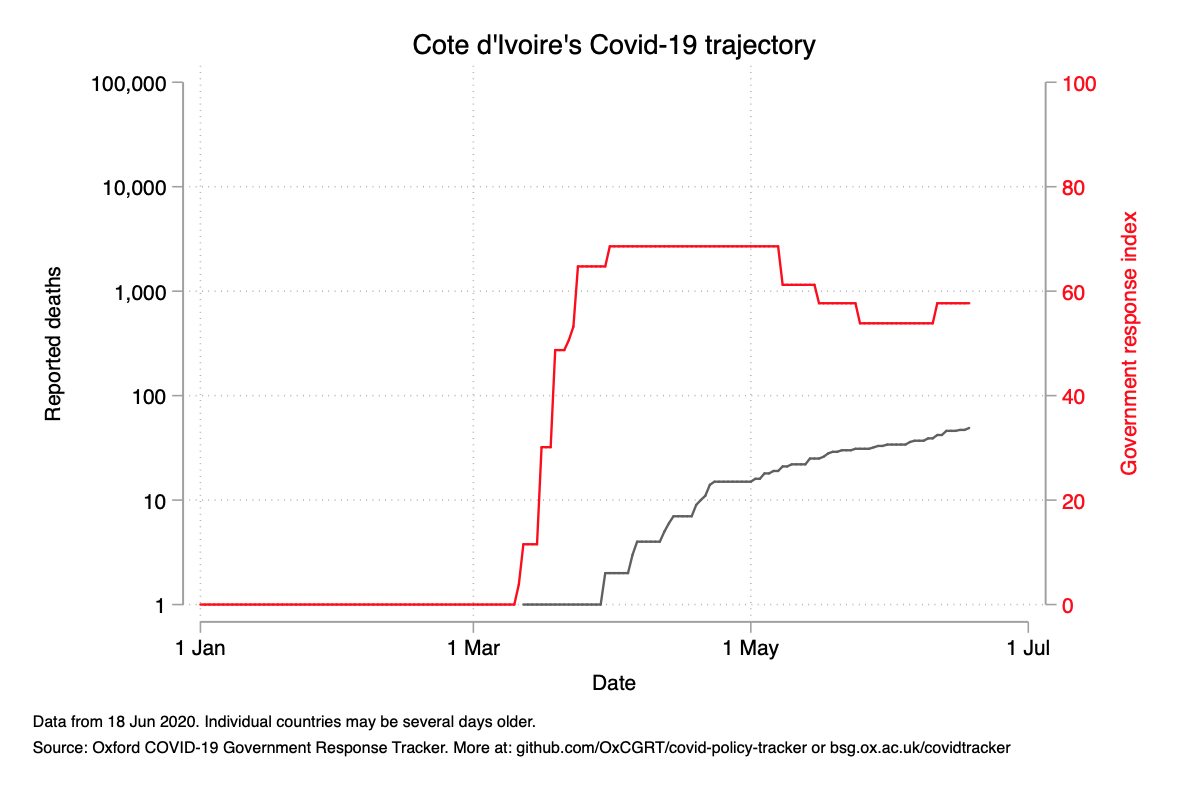 Cote d'Ivoire's Covid-19 trajectory
100,000
10,000
1,000
100
10
1
Reported deaths
100
80
60
40
20
0
Government response index
1 Jan
1 Mar
1 May
1 Jul
Date
Data from 18 Jun 2020. Individual countries may be several days older.
Source: Oxford COVID-19 Government Response Tracker. More at: github.com/OxCGRT/covid-policy-tracker or bsg.ox.ac.uk/covidtracker